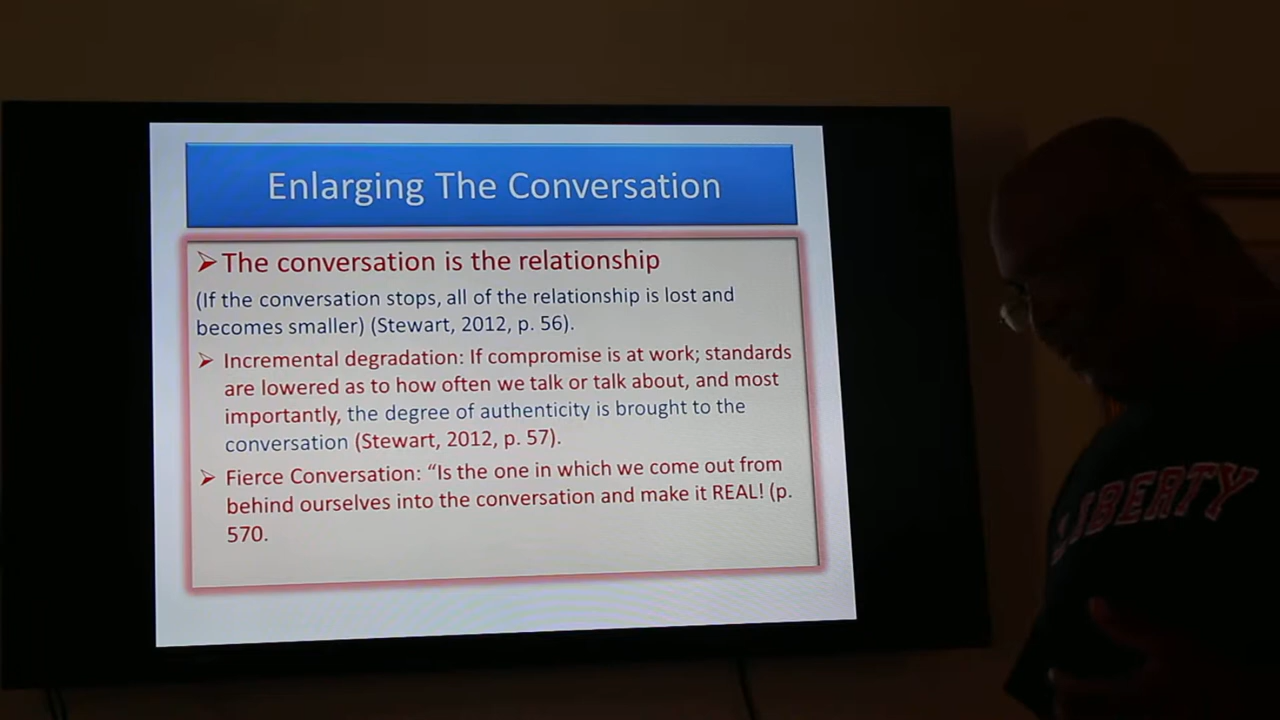 Enlarging The Conversation
➢The conversation is the relationship
(If the conversation stops, all of the relationship is lost and
becomes smaller) (Stewart, 2012, p. 56).
➢ Incremental degradation: If compromise is at work; standards
are lowered as to how often we talk or talk about, and most
importantly, the degree of authenticity is brought to the
conversation (Stewart, 2012, p. 57).
➢ Fierce Conversation: “Is the one in which we come out from
behind ourselves into the conversation and make it REAL! (p.
570.
LIBERTY